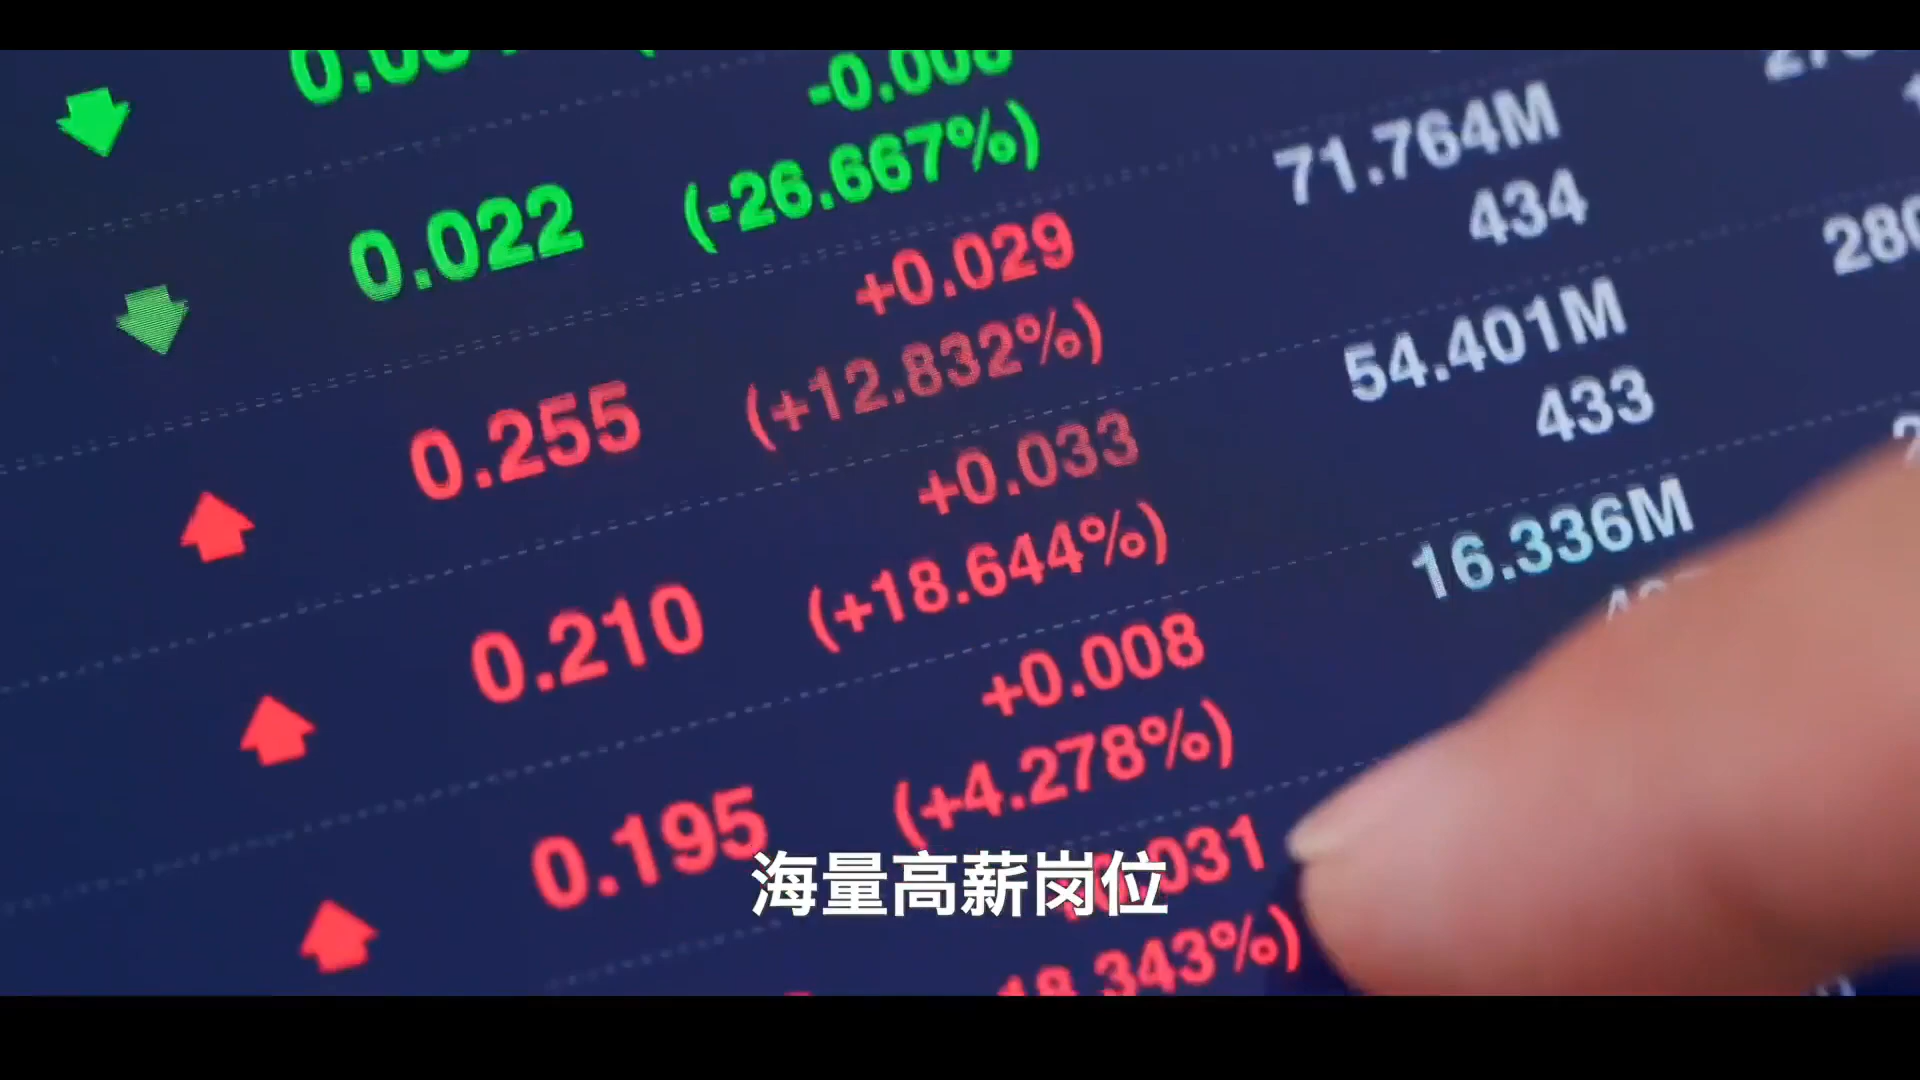 -0.008
0.022 (-26.667%)
71.764M
434
+0.029
0.255 (+12.832%)
54.401M
433
+0.033
0.210 (+18.644%)
16.336M
+0.008
0.195 (+4.278%)
海量高薪岗位